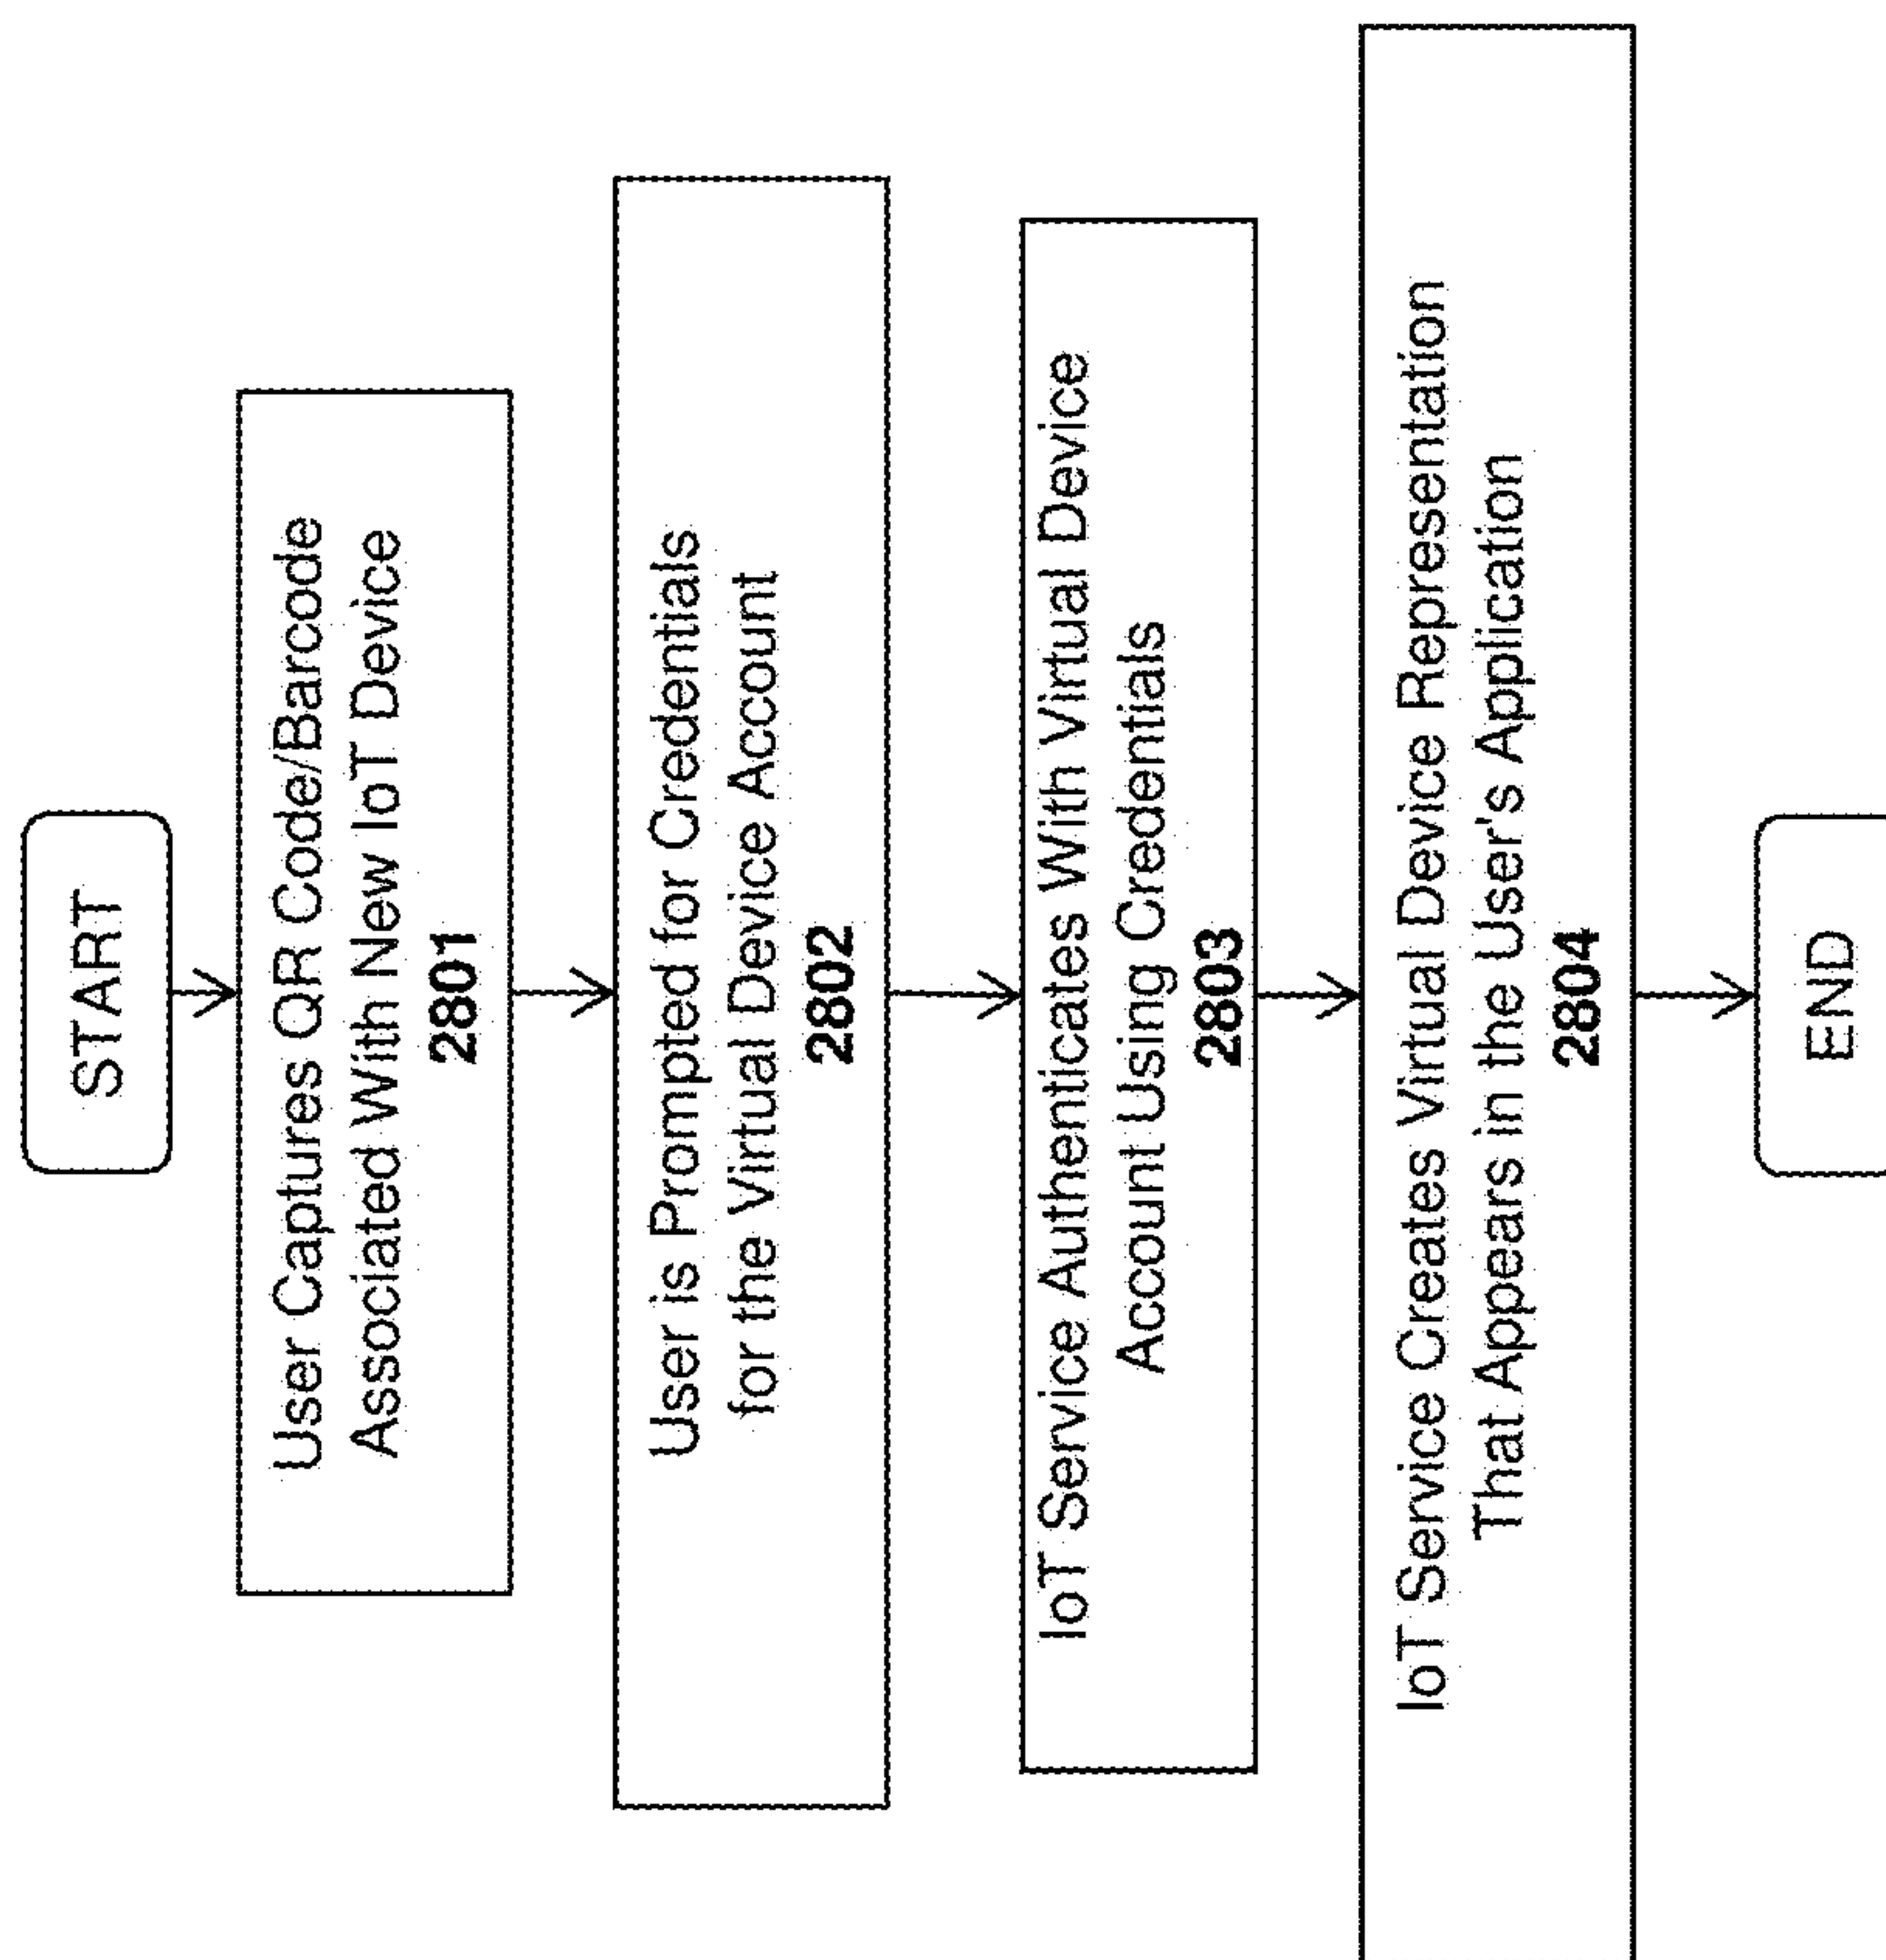 START
User Captures QR Code/Barcode
Associated With New IoT Device
2801
User is Prompted for Credentials
for the Virtual Device Account
2802
IoT Service Authenticates With Virtual Device
Account Using Credentials
2803
IoT Service Creates Virtual Device Representation
That Appears in the User's Application
2804
END